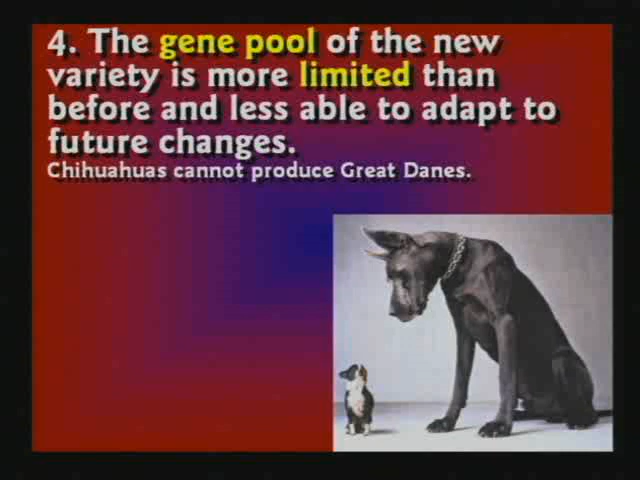 4. The gene pool of the new
variety is more limited than
before and less able to adapt to
future changes.
Chihuahuas cannot produce Great Danes.